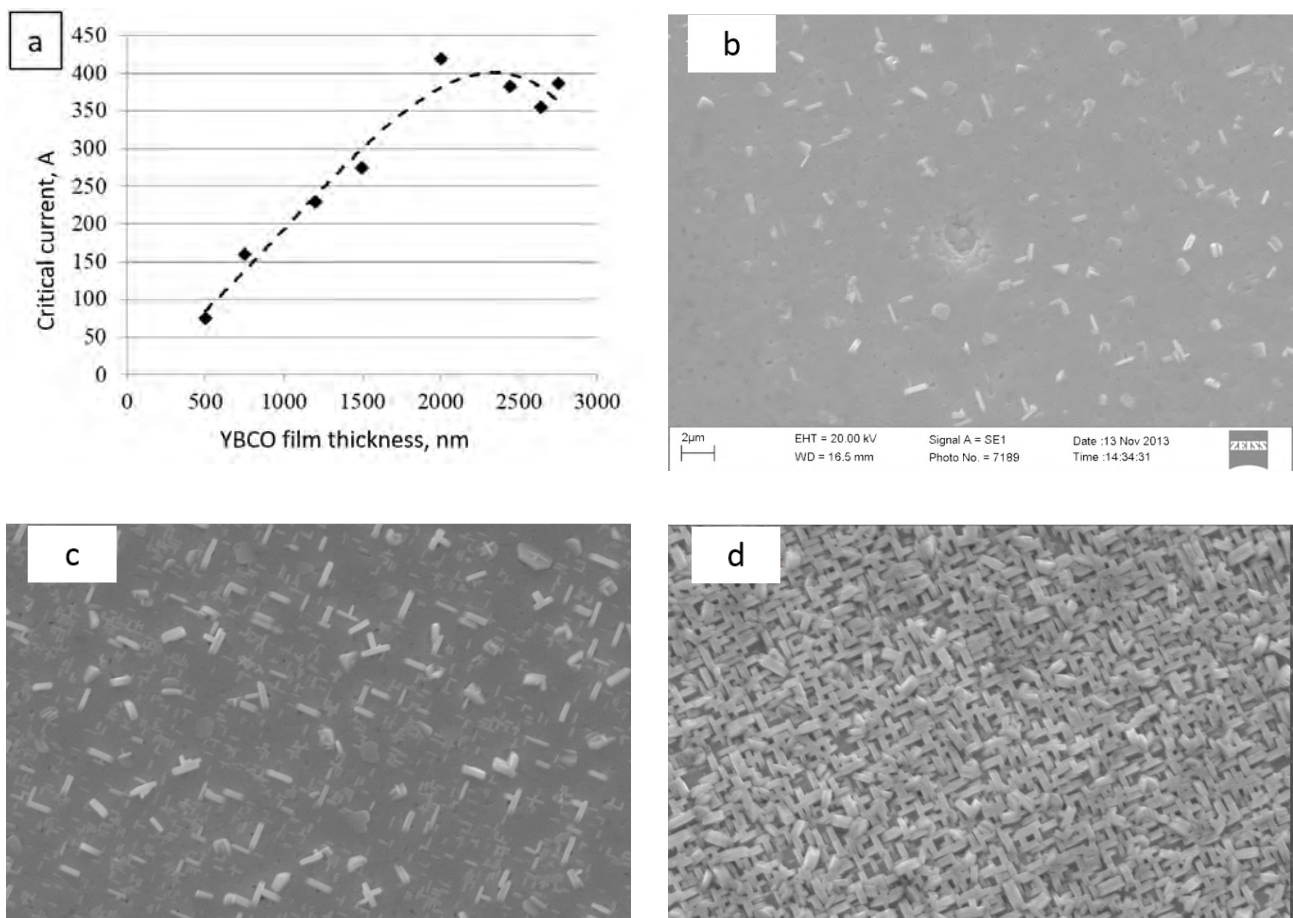 a
450
400
350
300
250
200
150
100
50
0
Critical current, A
0 500 1000 1500 2000 2500 3000
YBCO film thickness, nm
b
2µm
EHT = 20.00 kV Signal A = SE1 Date :13 Nov 2013
WD = 16.5 mm Photo No. = 7189 Time :14:34:31
ZEISS
c
d